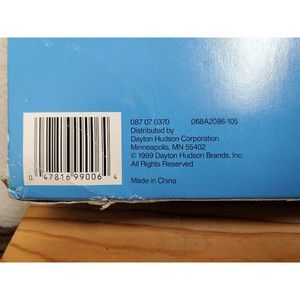 087 07 0370 068A2086-105
Distributed by
Dayton Hudson Corporation
Minneapolis, MN 55402
© 1999 Dayton Hudson Brands, Inc.
All Rights Reserved
Made in China
0 47816 99006 4